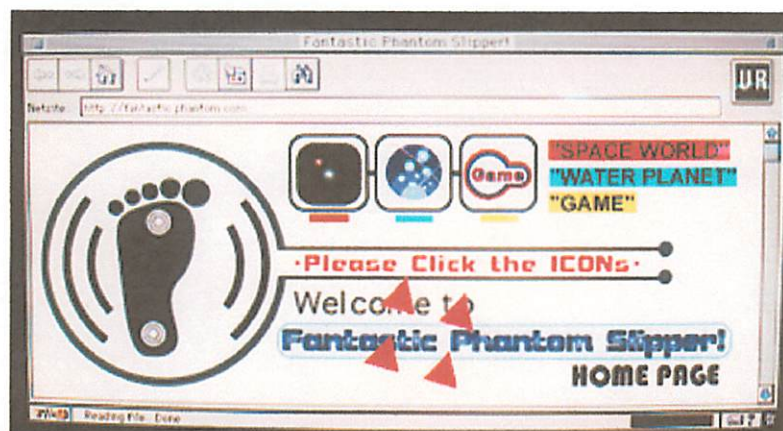 Fantastic Phantom Slipper!
VR
Netsite: http://fantastic.phantom.com
Game
"SPACE WORLD"
"WATER PLANET"
"GAME"
·Please Click the ICONs·
Welcome to
Fantastic Phantom Slipper!
HOME PAGE
Reading file... Done